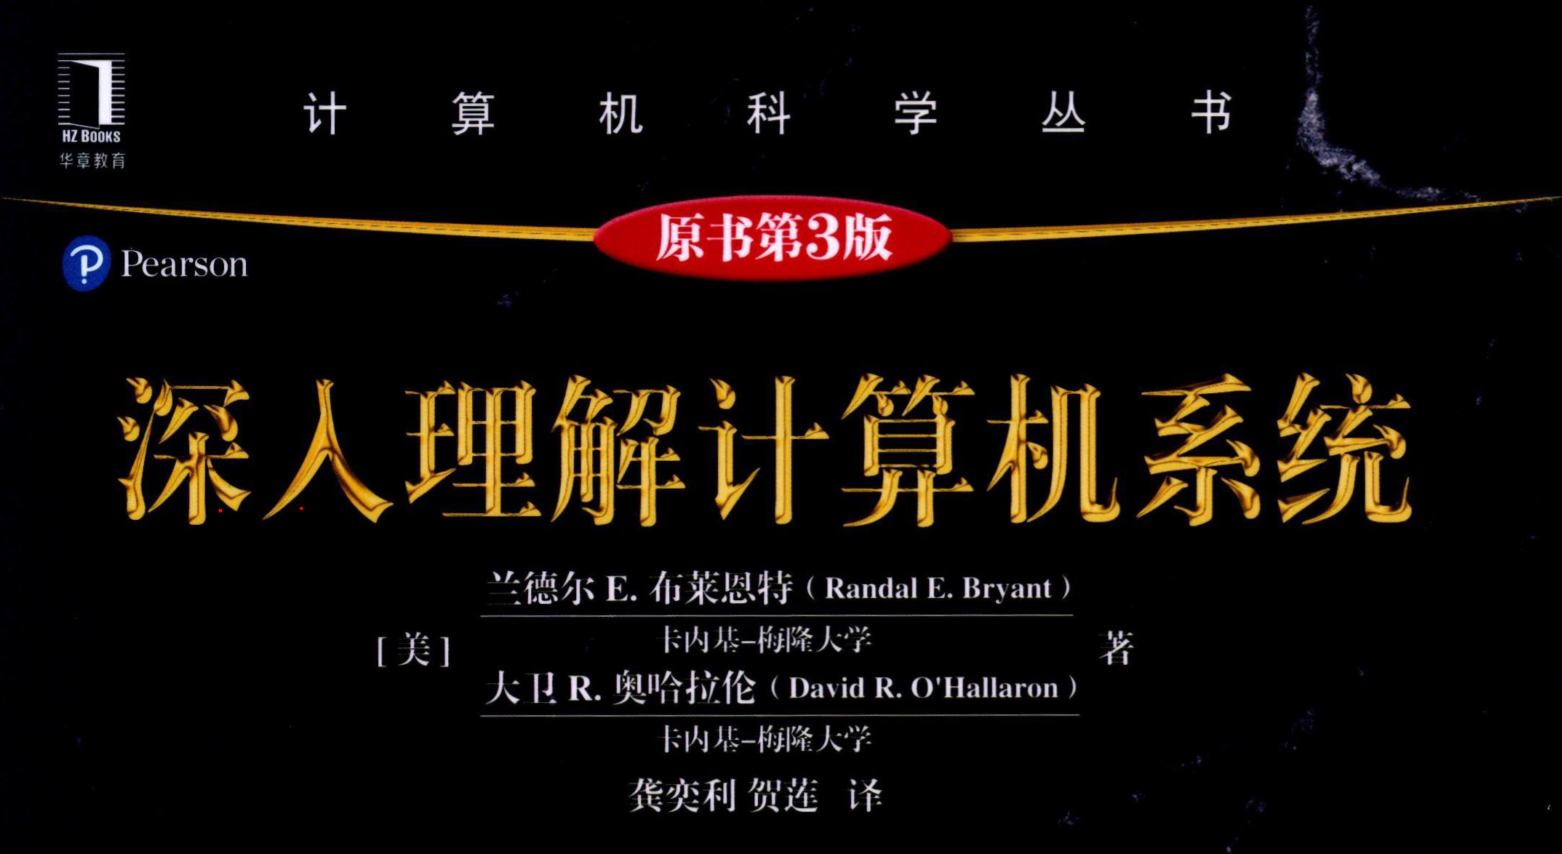 HZ BOOKS
华章教育
计算机科学丛书
原书第3版
Pearson
深入理解计算机系统
[美]
兰德尔 E. 布莱恩特（Randal E. Bryant）
卡内基-梅隆大学
大卫 R. 奥哈拉伦（David R. O'Hallaron）
卡内基-梅隆大学
著
龚奕利 贺莲 译